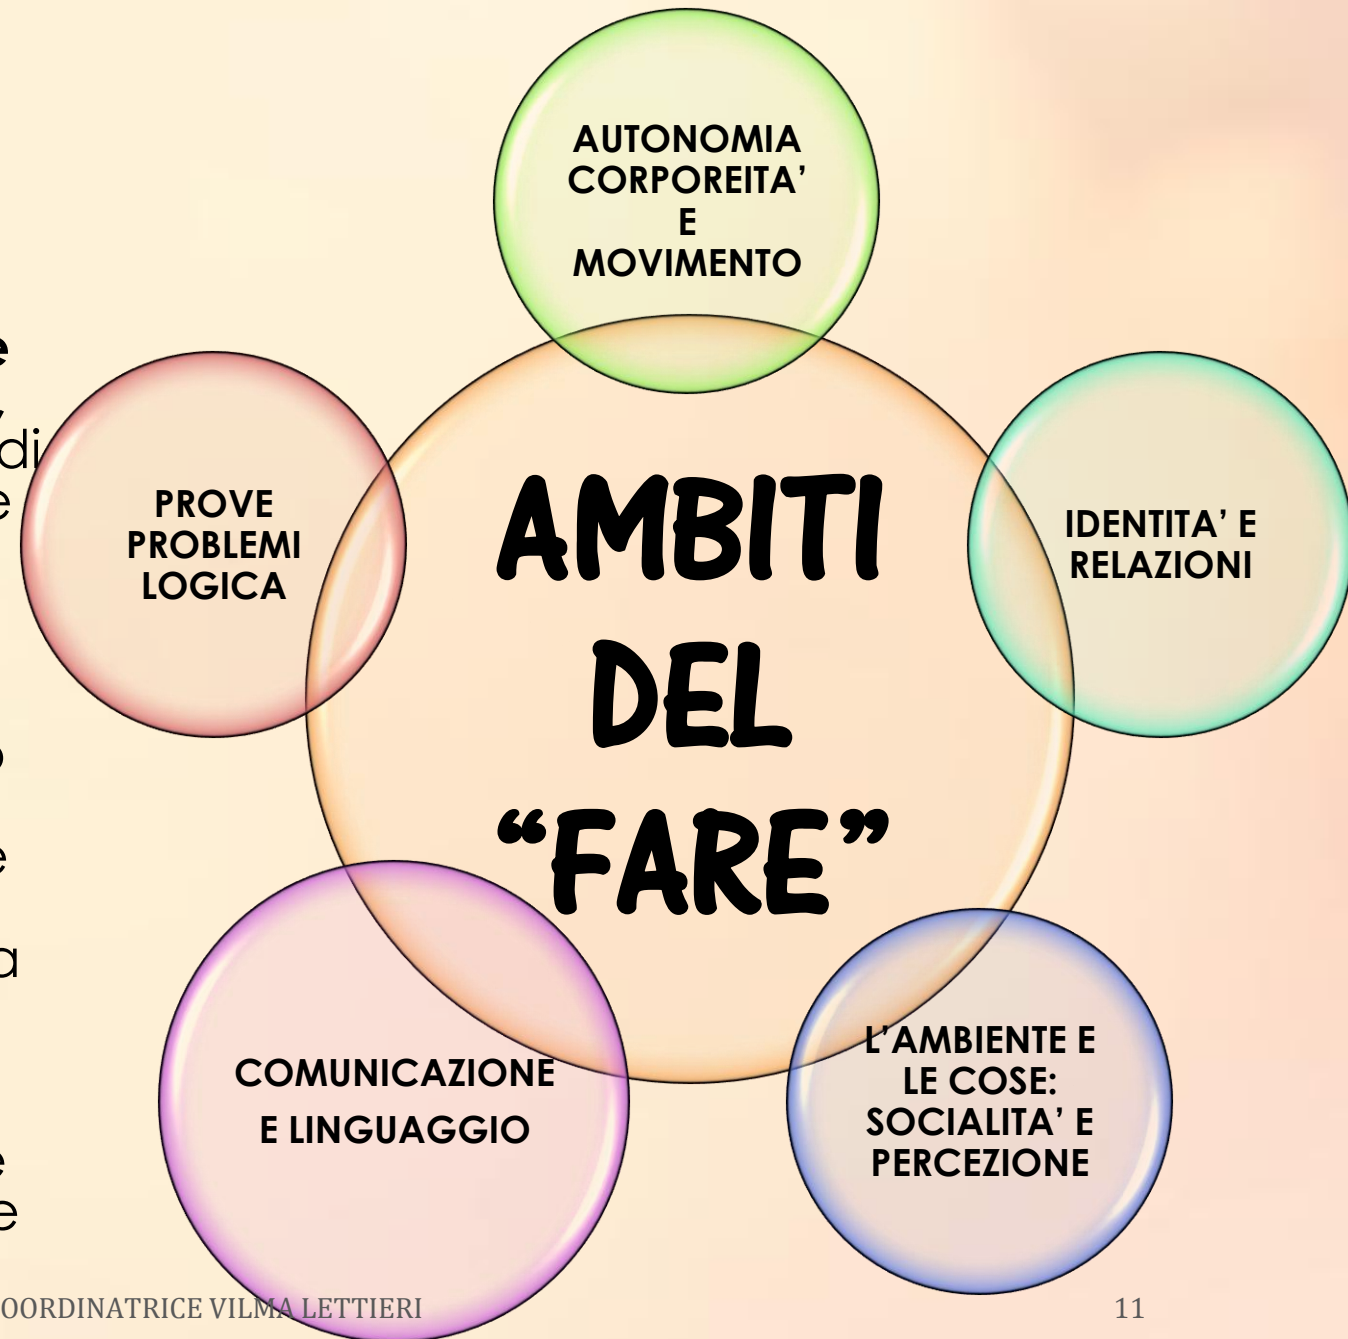 AUTONOMIA
CORPOREITA’
E
MOVIMENTO
IDENTITA’ E
RELAZIONI
L’AMBIENTE E
LE COSE:
SOCIALITA’ E
PERCEZIONE
COMUNICAZIONE
E LINGUAGGIO
PROVE
PROBLEMI
LOGICA
AMBITI
DEL
“FARE”
di
OORDINATRICE VILMA LETTIERI
11